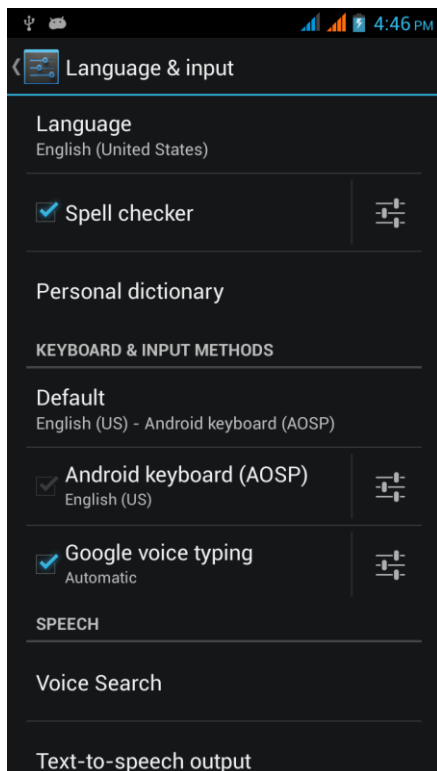 4:46 PM
Language & input
Language
English (United States)
Spell checker
Personal dictionary
KEYBOARD & INPUT METHODS
Default
English (US) - Android keyboard (AOSP)
Android keyboard (AOSP)
English (US)
Google voice typing
Automatic
SPEECH
Voice Search
Text-to-speech output